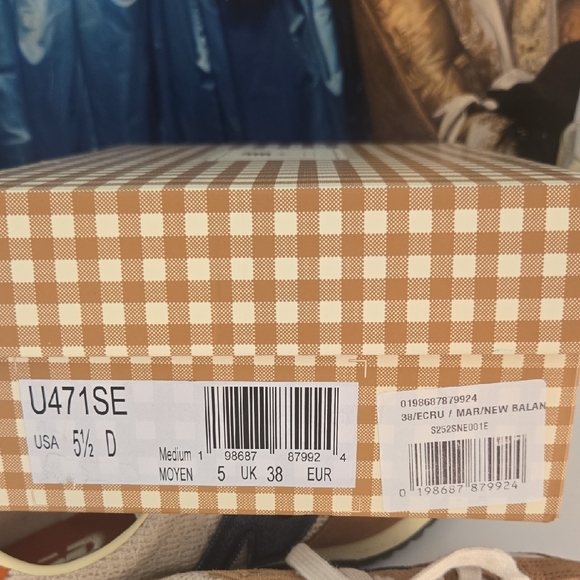 U471SE
USA 5½ D
Medium
MOYEN
1 98687 87992 4
5 UK 38 EUR
0198687879924
38/ECRU / MAR/NEW BALAN
S252SNE001E
0 198687 879924